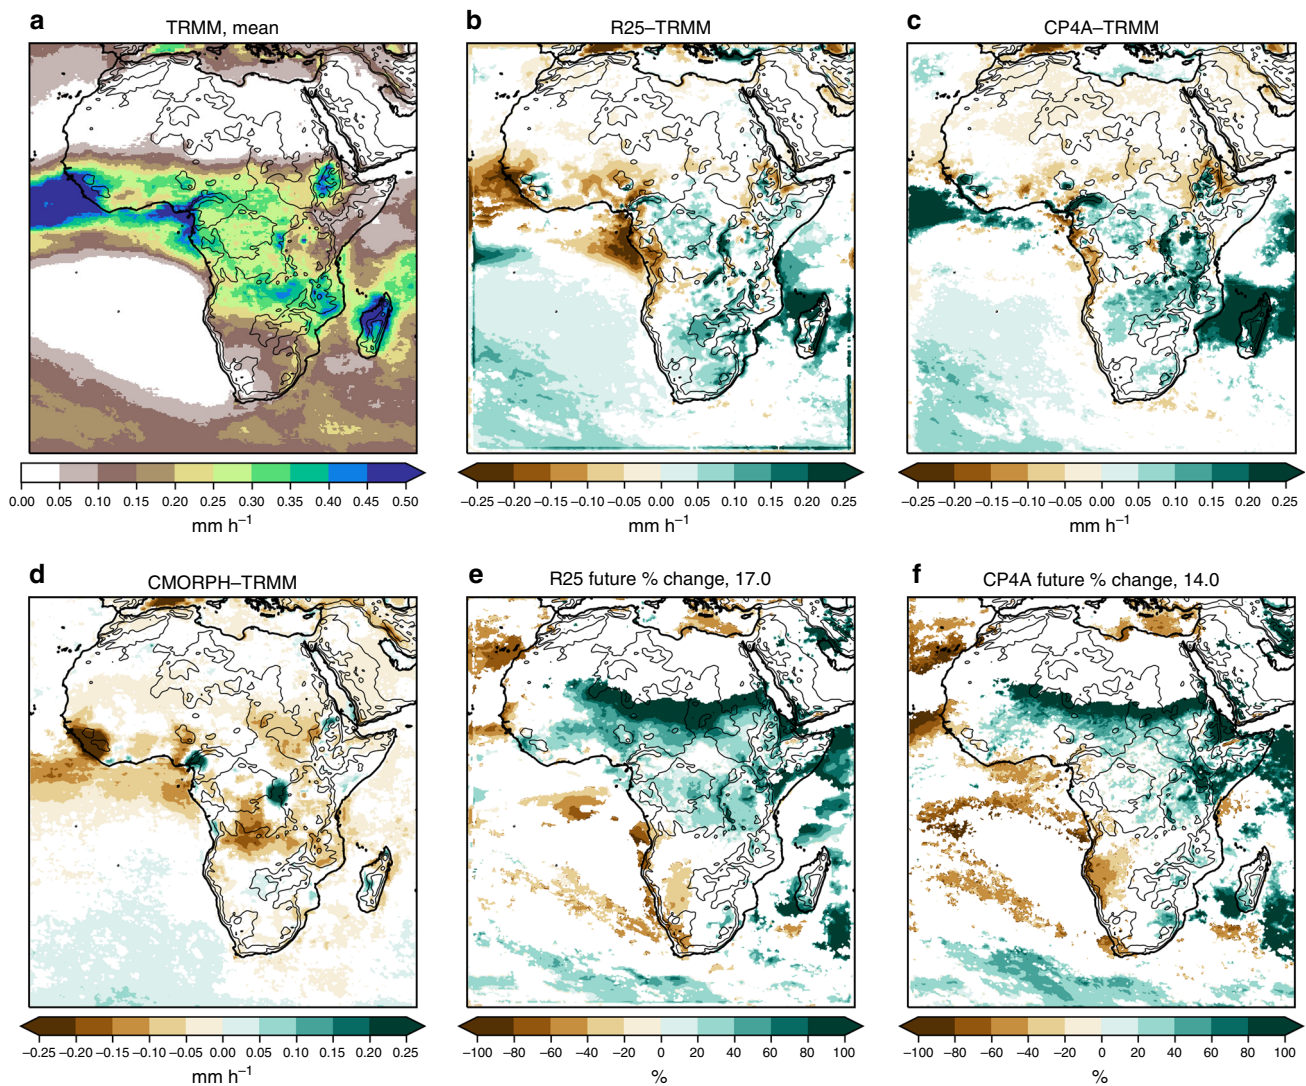 a TRMM, mean
b R25–TRMM
c CP4A–TRMM
0.00 0.05 0.10 0.15 0.20 0.25 0.30 0.35 0.40 0.45 0.50
mm h⁻¹
−0.25 −0.20 −0.15 −0.10 −0.05 0.00 0.05 0.10 0.15 0.20 0.25
mm h⁻¹
−0.25 −0.20 −0.15 −0.10 −0.05 0.00 0.05 0.10 0.15 0.20 0.25
mm h⁻¹
d CMORPH–TRMM
e R25 future % change, 17.0
f CP4A future % change, 14.0
−0.25 −0.20 −0.15 −0.10 −0.05 0.00 0.05 0.10 0.15 0.20 0.25
mm h⁻¹
−100 −80 −60 −40 −20 0 20 40 60 80 100
%
−100 −80 −60 −40 −20 0 20 40 60 80 100
%